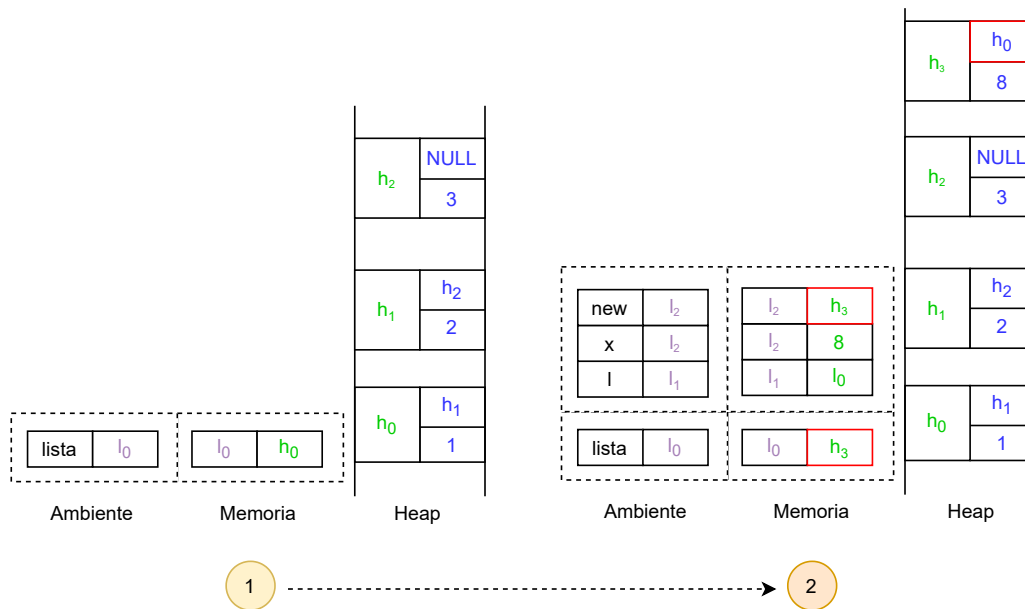 h₀
h₃
8
NULL
h₂
3
NULL
h₂
3
h₂
h₁
2
h₂
h₁
2
new l₂
l₂ h₃
x l₂
l₂ 8
l l₁
l₁ l₀
h₁
h₀
1
h₁
h₀
1
lista l₀
l₀ h₀
lista l₀
l₀ h₃
Ambiente
Memoria
Heap
Ambiente
Memoria
Heap
1
2